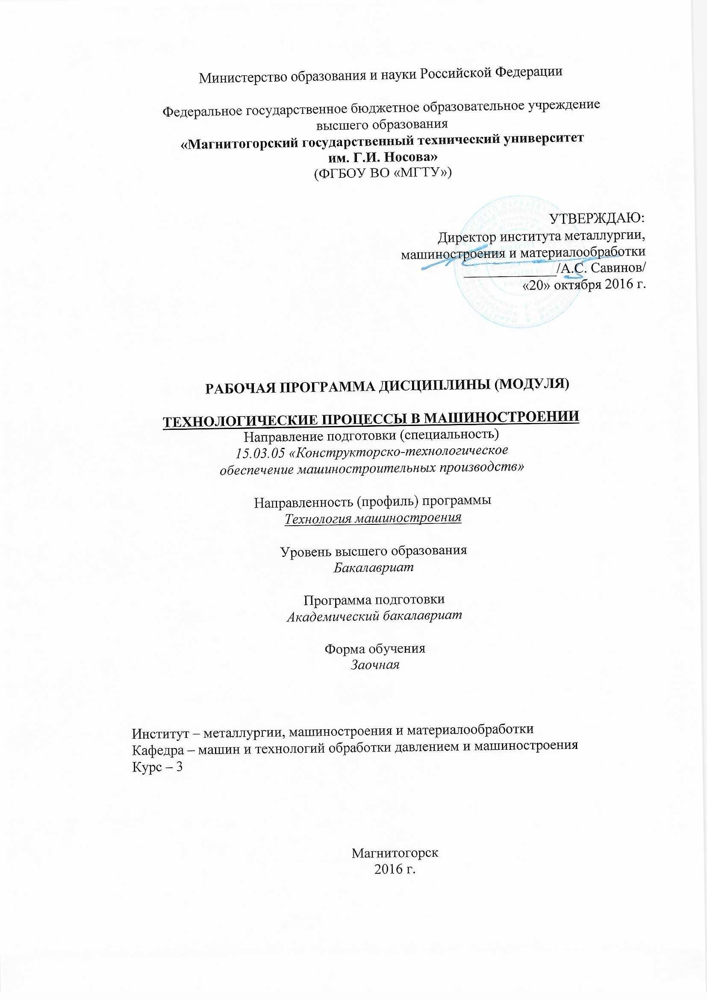 Министерство образования и науки Российской Федерации
Федеральное государственное бюджетное образовательное учреждение
высшего образования
«Магнитогорский государственный технический университет
им. Г.И. Носова»
(ФГБОУ ВО «МГТУ»)
УТВЕРЖДАЮ:
Директор института металлургии,
машиностроения и материалообработки
_____________/А.С. Савинов/
«20» октября 2016 г.
РАБОЧАЯ ПРОГРАММА ДИСЦИПЛИНЫ (МОДУЛЯ)
ТЕХНОЛОГИЧЕСКИЕ ПРОЦЕССЫ В МАШИНОСТРОЕНИИ
Направление подготовки (специальность)
15.03.05 «Конструкторско-технологическое
обеспечение машиностроительных производств»
Направленность (профиль) программы
Технология машиностроения
Уровень высшего образования
Бакалавриат
Программа подготовки
Академический бакалавриат
Форма обучения
Заочная
Институт – металлургии, машиностроения и материалообработки
Кафедра – машин и технологий обработки давлением и машиностроения
Курс – 3
Магнитогорск
2016 г.